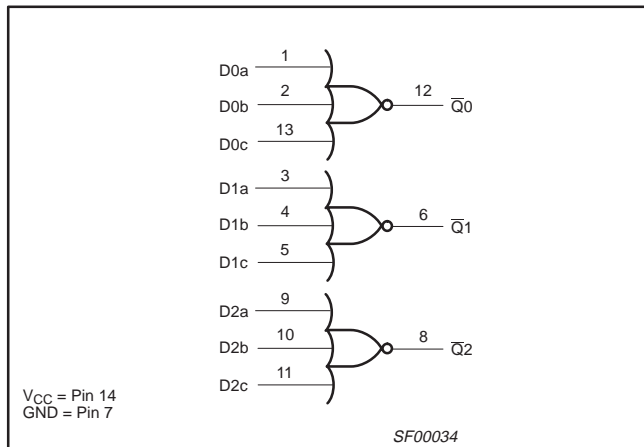 1
D0a
2
12
D0b
Q̅0
13
D0c
3
D1a
4
6
D1b
Q̅1
5
D1c
9
D2a
10
8
D2b
Q̅2
11
D2c
VCC = Pin 14
GND = Pin 7
SF00034